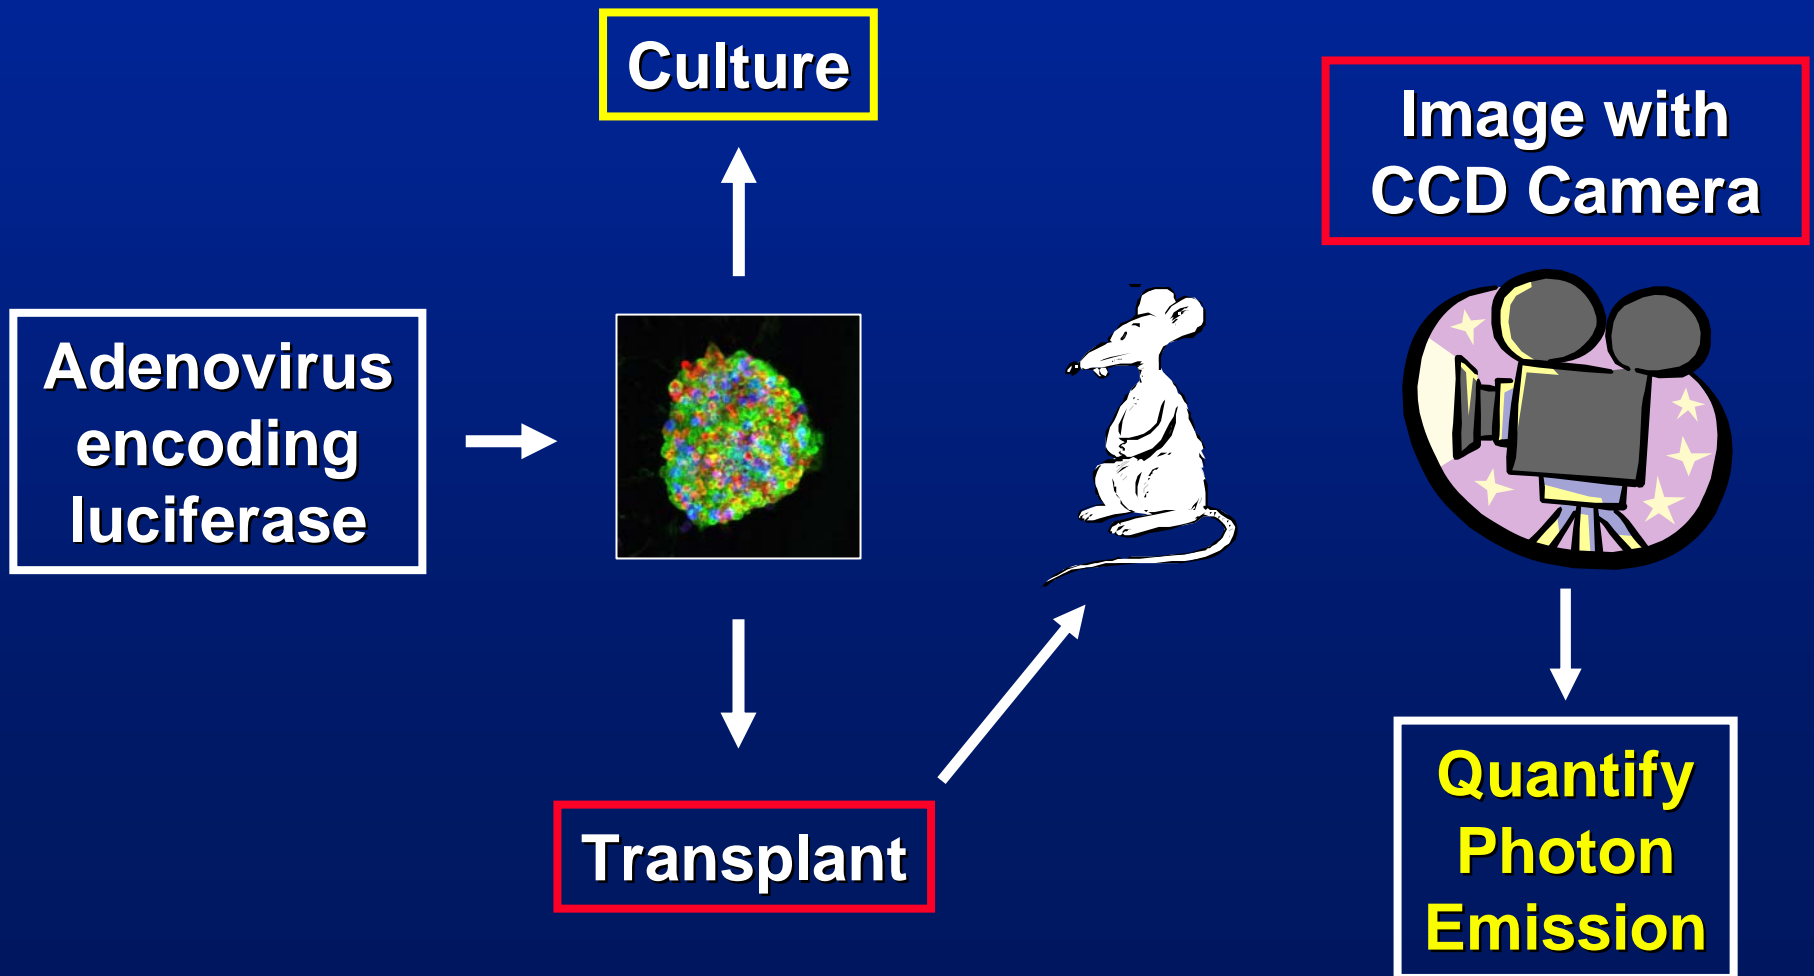 Culture
Image with
CCD Camera
Adenovirus
encoding
luciferase
Transplant
Quantify
Photon
Emission